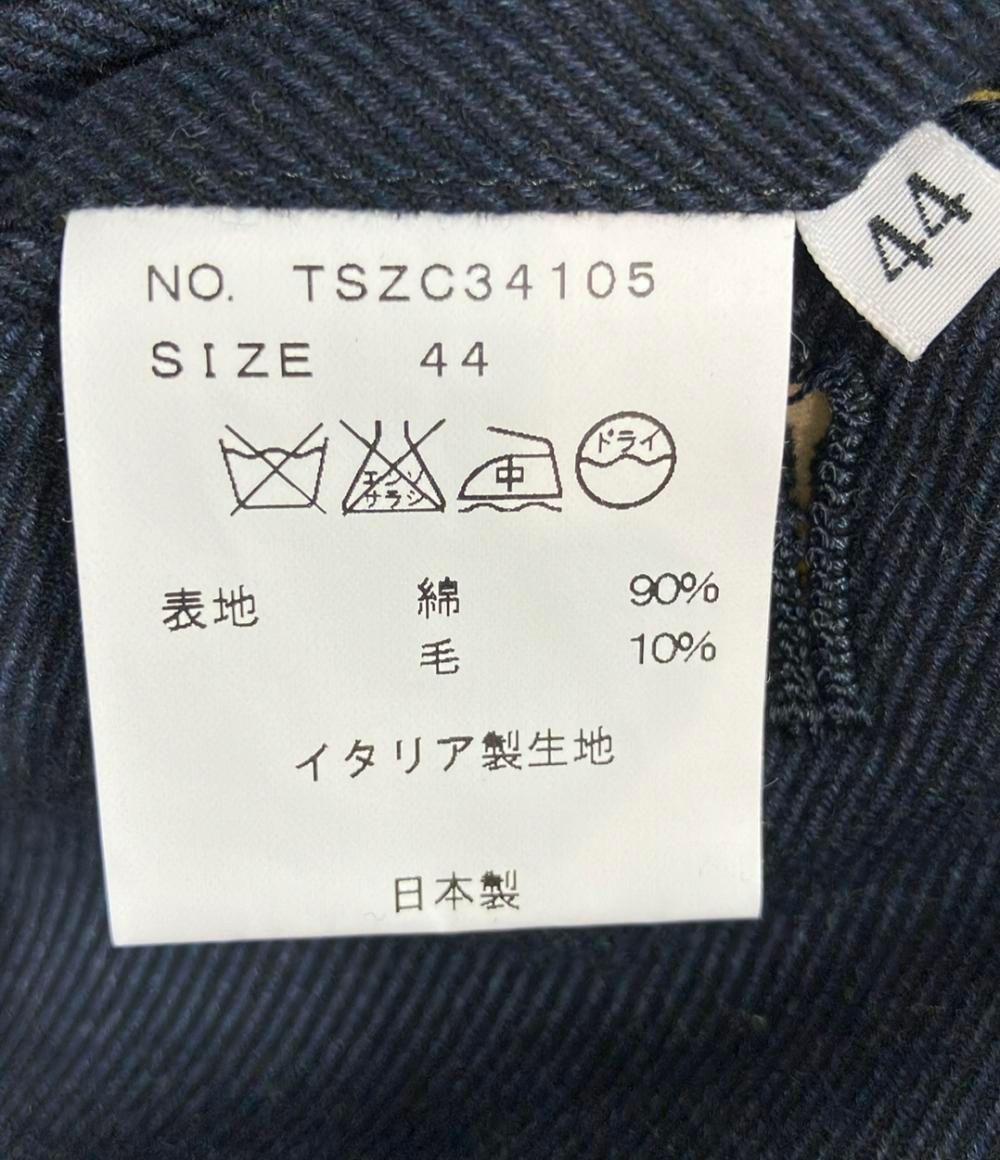 44
NO. TSZC34105
SIZE 44
エンソ
サラシ
中
ドライ
表地 綿 90%
毛 10%
イタリア製生地
日本製